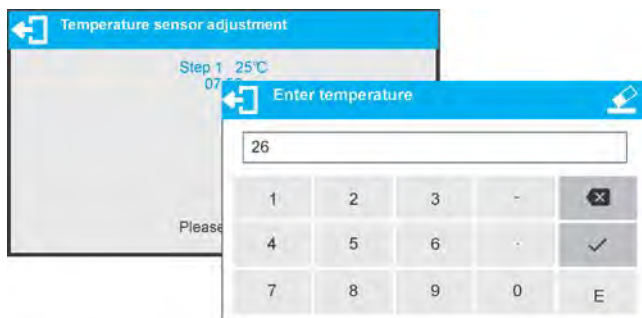 Temperature sensor adjustment
Step 1 25°C
Enter temperature
26
1 2 3 -
Please
4 5 6 .
7 8 9 0 E